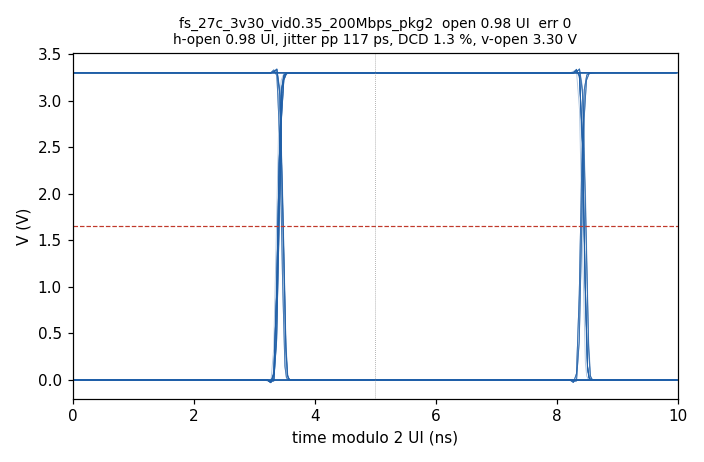 fs_27c_3v30_vid0.35_200Mbps_pkg2  open 0.98 UI  err 0
h-open 0.98 UI, jitter pp 117 ps, DCD 1.3 %, v-open 3.30 V
3.5
3.0
2.5
2.0
1.5
1.0
0.5
0.0
V (V)
0 2 4 6 8 10
time modulo 2 UI (ns)